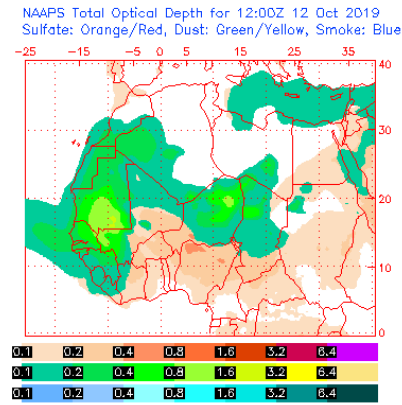 NAAPS Total Optical Depth for 12:00Z 12 Oct 2019
Sulfate: Orange/Red, Dust: Green/Yellow, Smoke: Blue
-25 -15 -5 0 5 15 25 35
40
30
20
10
0
0.1 0.2 0.4 0.8 1.6 3.2 6.4
0.1 0.2 0.4 0.8 1.6 3.2 6.4
0.1 0.2 0.4 0.8 1.6 3.2 6.4